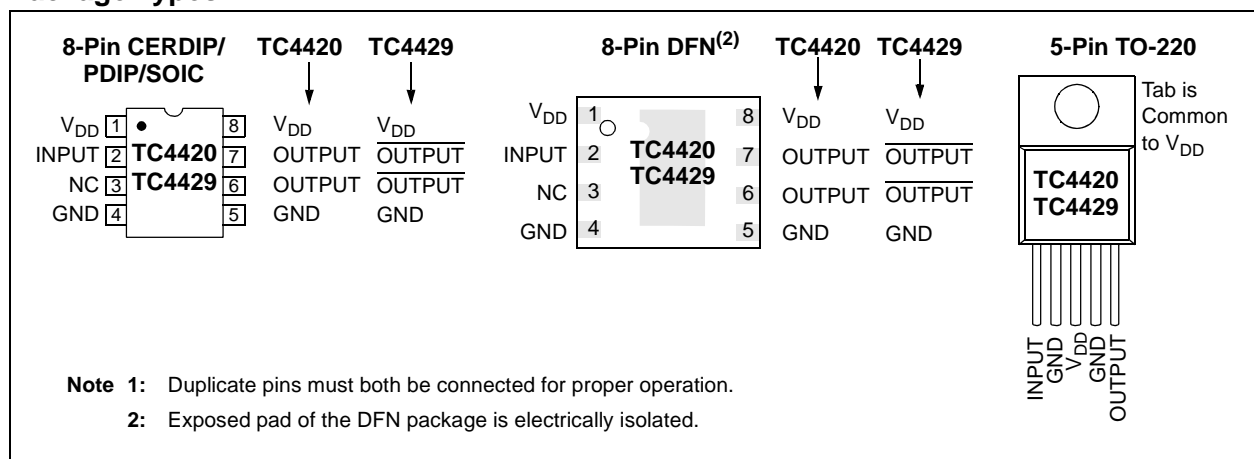 8-Pin CERDIP/
PDIP/SOIC
TC4420 TC4429
VDD 1 8 VDD VDD
INPUT 2 TC4420 7 OUTPUT OUTPUT
NC 3 TC4429 6 OUTPUT OUTPUT
GND 4 5 GND GND
8-Pin DFN(2) TC4420 TC4429
VDD 1 8 VDD VDD
INPUT 2 TC4420 7 OUTPUT OUTPUT
NC 3 TC4429 6 OUTPUT OUTPUT
GND 4 5 GND GND
5-Pin TO-220
Tab is
Common
to VDD
TC4420
TC4429
INPUT
GND
VDD
GND
OUTPUT
Note 1: Duplicate pins must both be connected for proper operation.
2: Exposed pad of the DFN package is electrically isolated.